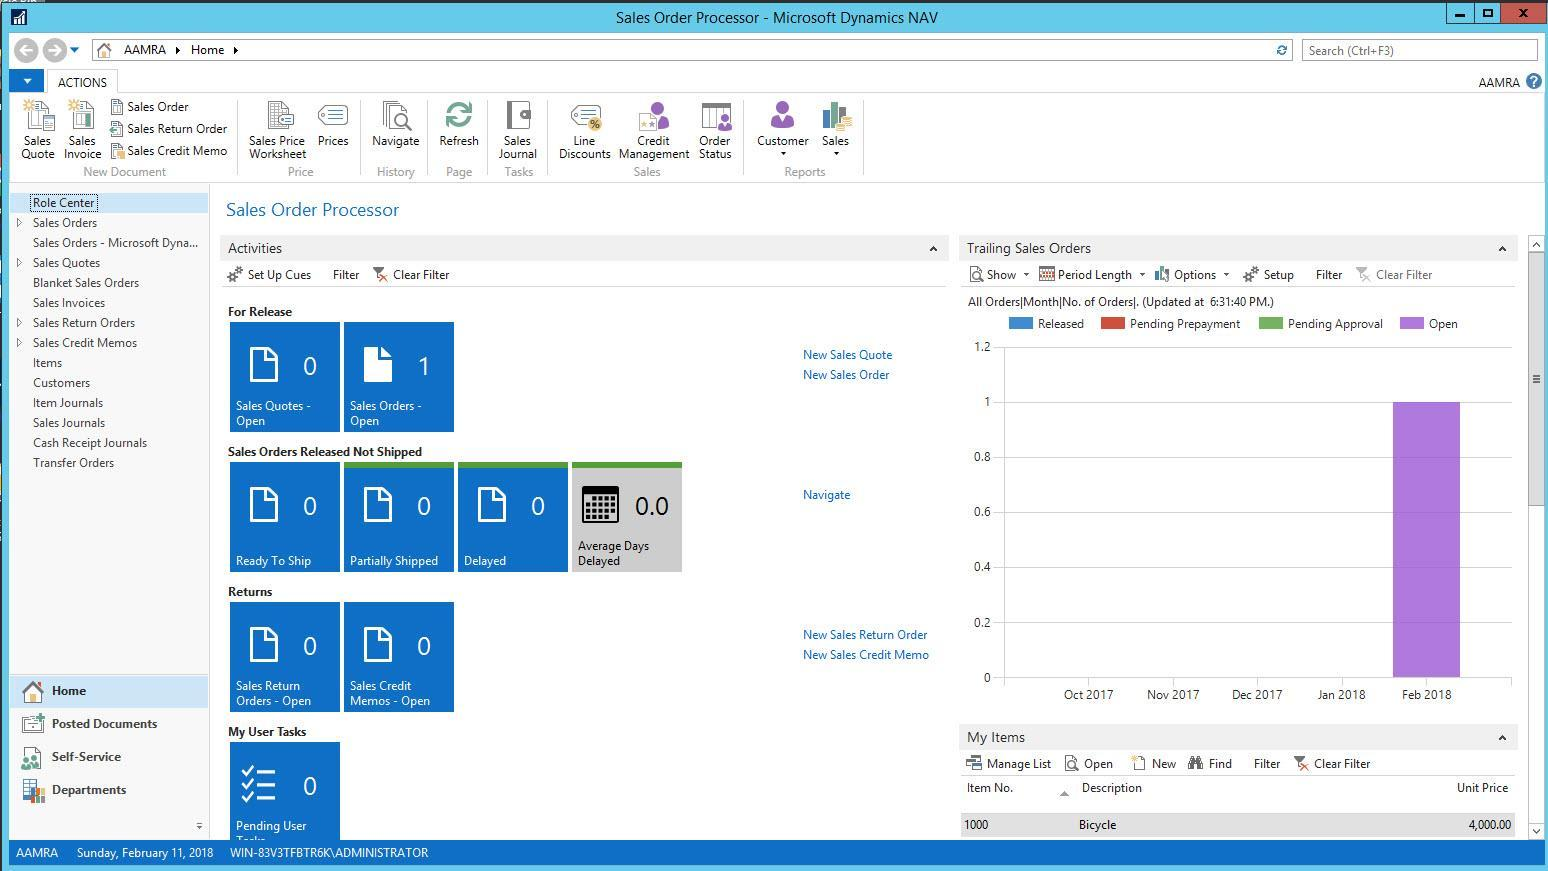 Sales Order Processor - Microsoft Dynamics NAV
AAMRA Home
Search (Ctrl+F3)
ACTIONS
AAMRA
Sales Quote
Sales Invoice
Sales Order
Sales Return Order
Sales Credit Memo
New Document
Sales Price Worksheet
Prices
Price
Navigate
History
Refresh
Page
Sales Journal
Tasks
Line Discounts
Credit Management
Order Status
Sales
Customer
Sales
Reports
Role Center
Sales Orders
Sales Orders - Microsoft Dyna...
Sales Quotes
Blanket Sales Orders
Sales Invoices
Sales Return Orders
Sales Credit Memos
Items
Customers
Item Journals
Sales Journals
Cash Receipt Journals
Transfer Orders
Home
Posted Documents
Self-Service
Departments
Sales Order Processor
Activities
Set Up Cues Filter Clear Filter
For Release
0
Sales Quotes -
Open
1
Sales Orders -
Open
New Sales Quote
New Sales Order
Sales Orders Released Not Shipped
0
Ready To Ship
0
Partially Shipped
0
Delayed
0.0
Average Days
Delayed
Navigate
Returns
0
Sales Return
Orders - Open
0
Sales Credit
Memos - Open
New Sales Return Order
New Sales Credit Memo
My User Tasks
0
Pending User
Tasks
Trailing Sales Orders
Show Period Length Options Setup Filter Clear Filter
All Orders|Month|No. of Orders|. (Updated at 6:31:40 PM.)
Released Pending Prepayment Pending Approval Open
1.2
1
0.8
0.6
0.4
0.2
0
Oct 2017 Nov 2017 Dec 2017 Jan 2018 Feb 2018
My Items
Manage List Open New Find Filter Clear Filter
Item No. Description Unit Price
1000 Bicycle 4,000.00
AAMRA Sunday, February 11, 2018 WIN-83V3TFBTR6K\ADMINISTRATOR